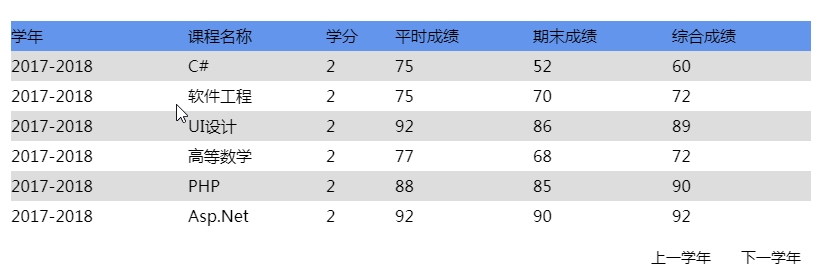 学年 课程名称 学分 平时成绩 期末成绩 综合成绩
2017-2018 C# 2 75 52 60
2017-2018 软件工程 2 75 70 72
2017-2018 UI设计 2 92 86 89
2017-2018 高等数学 2 77 68 72
2017-2018 PHP 2 88 85 90
2017-2018 Asp.Net 2 92 90 92
上一学年 下一学年